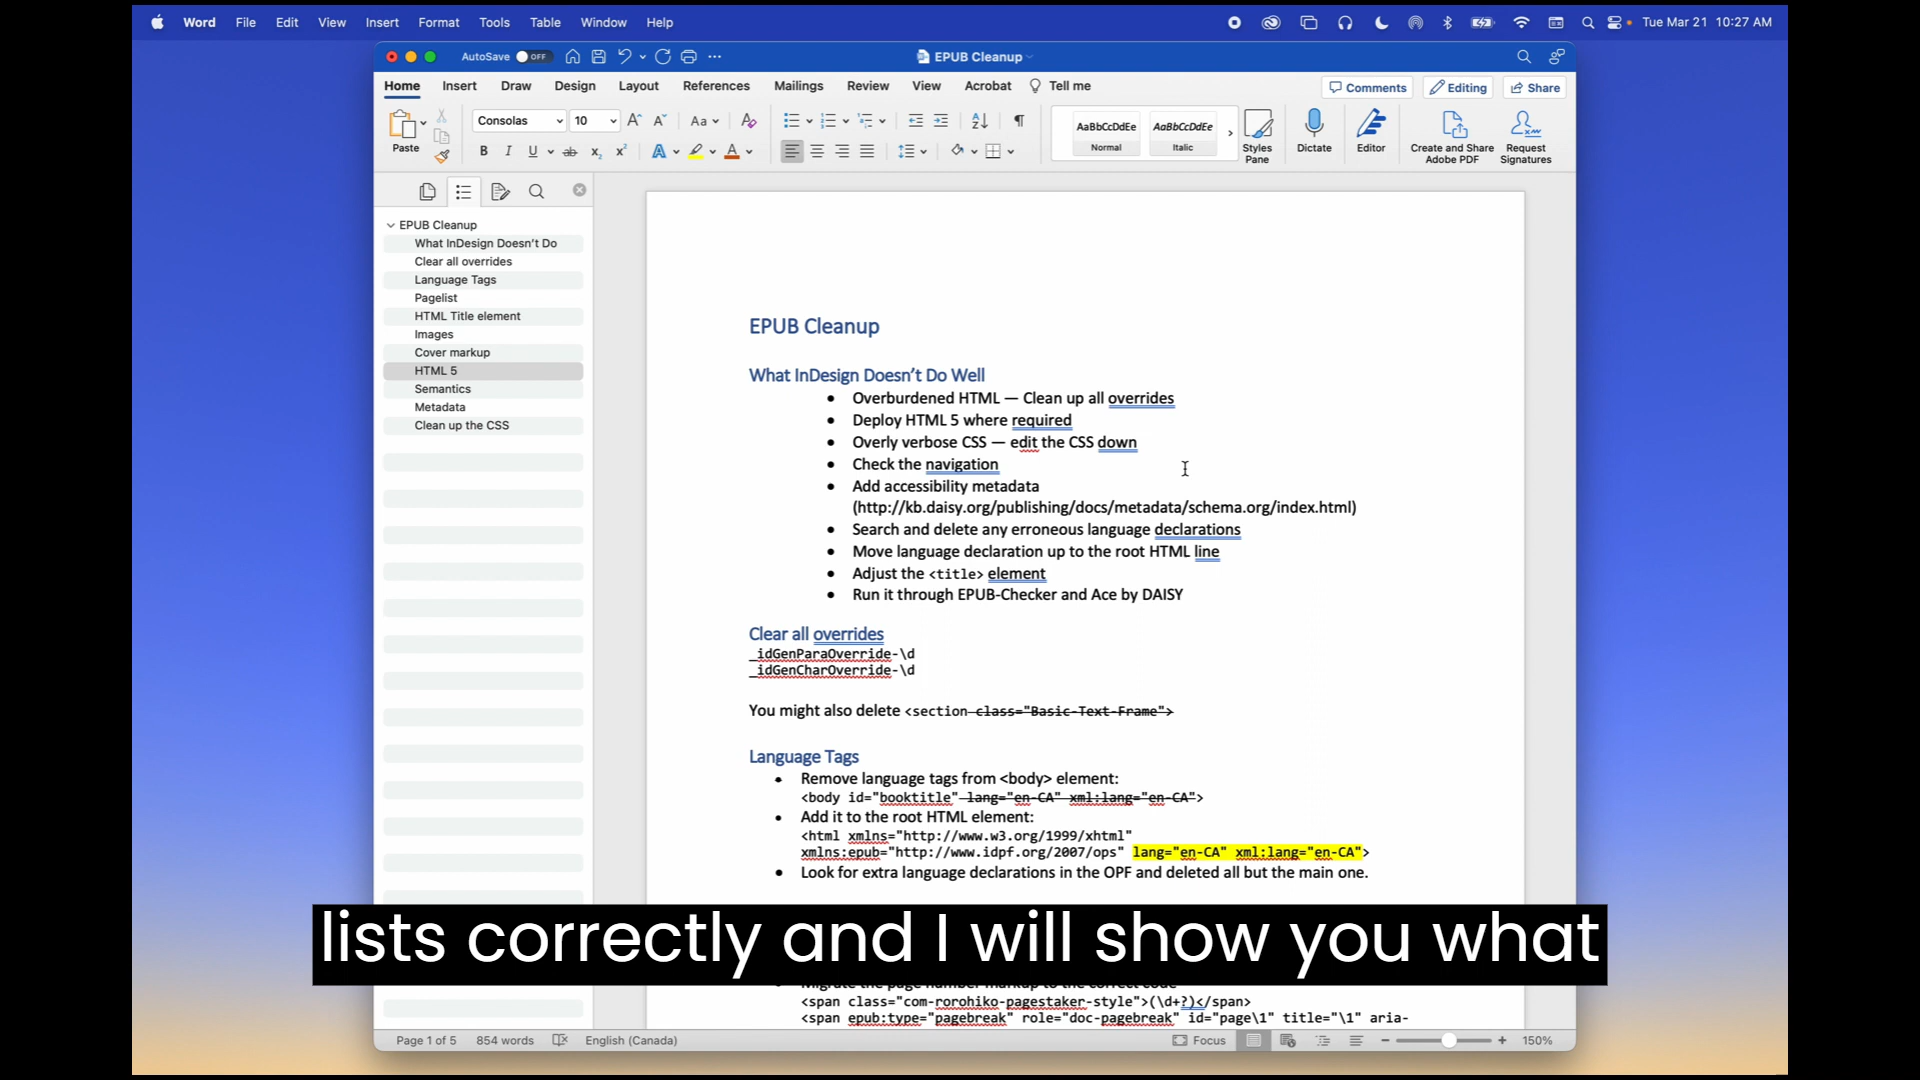 Word File Edit View Insert Format Tools Table Window Help
Tue Mar 21 10:27 AM
AutoSave OFF
EPUB Cleanup
Home Insert Draw Design Layout References Mailings Review View Acrobat Tell me
Comments Editing Share
Paste
Consolas 10
Aa
AaBbCcDdEe
Normal
AaBbCcDdEe
Italic
Styles
Pane
Dictate
Editor
Create and Share
Adobe PDF
Request
Signatures
EPUB Cleanup
What InDesign Doesn't Do
Clear all overrides
Language Tags
Pagelist
HTML Title element
Images
Cover markup
HTML 5
Semantics
Metadata
Clean up the CSS
EPUB Cleanup
What InDesign Doesn’t Do Well
• Overburdened HTML — Clean up all overrides
• Deploy HTML 5 where required
• Overly verbose CSS — edit the CSS down
• Check the navigation
• Add accessibility metadata
(http://kb.daisy.org/publishing/docs/metadata/schema.org/index.html)
• Search and delete any erroneous language declarations
• Move language declaration up to the root HTML line
• Adjust the <title> element
• Run it through EPUB-Checker and Ace by DAISY
Clear all overrides
_idGenParaOverride-\d
_idGenCharOverride-\d
You might also delete <section class="Basic-Text-Frame">
Language Tags
• Remove language tags from <body> element:
<body id="booktitle" lang="en-CA" xml:lang="en-CA">
• Add it to the root HTML element:
<html xmlns="http://www.w3.org/1999/xhtml"
xmlns:epub="http://www.idpf.org/2007/ops" lang="en-CA" xml:lang="en-CA">
• Look for extra language declarations in the OPF and deleted all but the main one.
lists correctly and I will show you what
<span class="com-rorohiko-pagestaker-style">(\d+?)</span>
<span epub:type="pagebreak" role="doc-pagebreak" id="page\1" title="\1" aria-
Page 1 of 5 854 words English (Canada)
Focus
150%